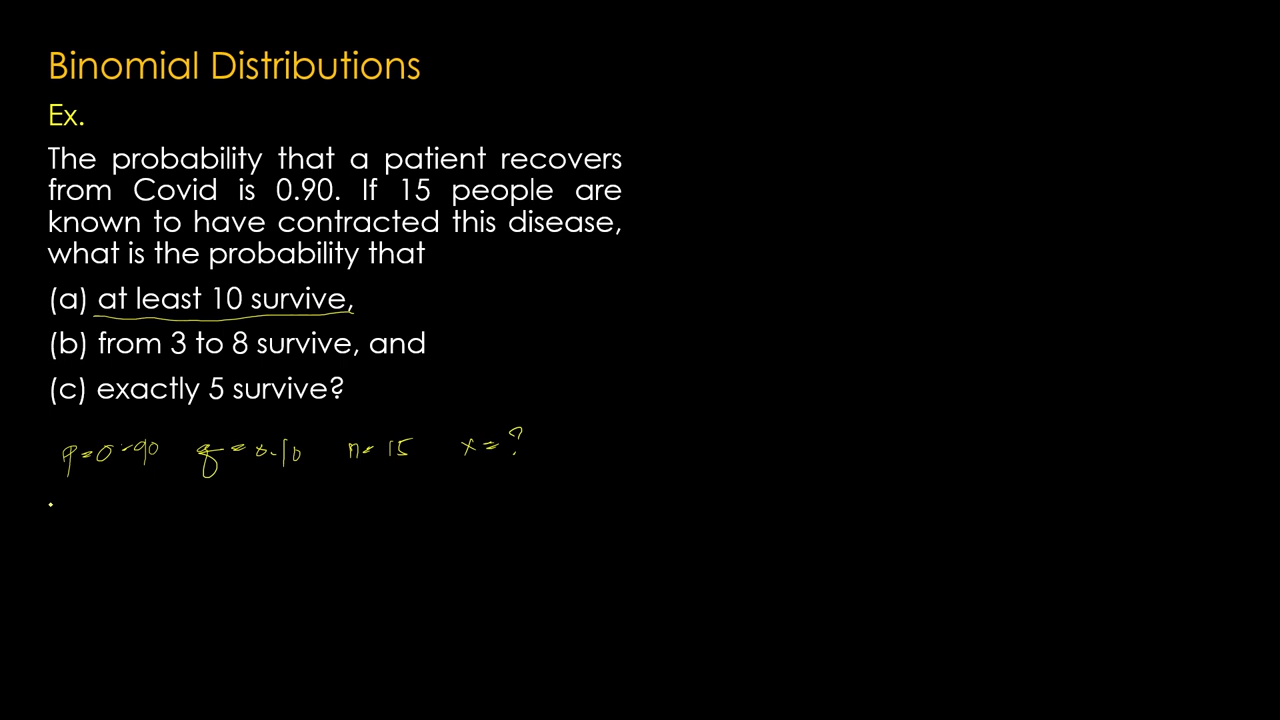 Binomial Distributions
Ex.
The probability that a patient recovers
from Covid is 0.90. If 15 people are
known to have contracted this disease,
what is the probability that
(a) at least 10 survive,
(b) from 3 to 8 survive, and
(c) exactly 5 survive?
p = 0.90 q = 0.10 n = 15 x = ?